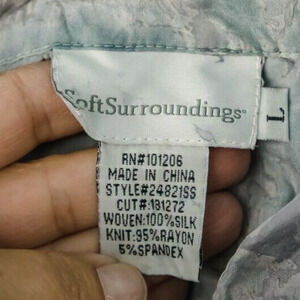 SoftSurroundings®
L
RN#101206
MADE IN CHINA
STYLE#24821SS
CUT#:181272
WOVEN:100%SILK
KNIT:95%RAYON
5%SPANDEX